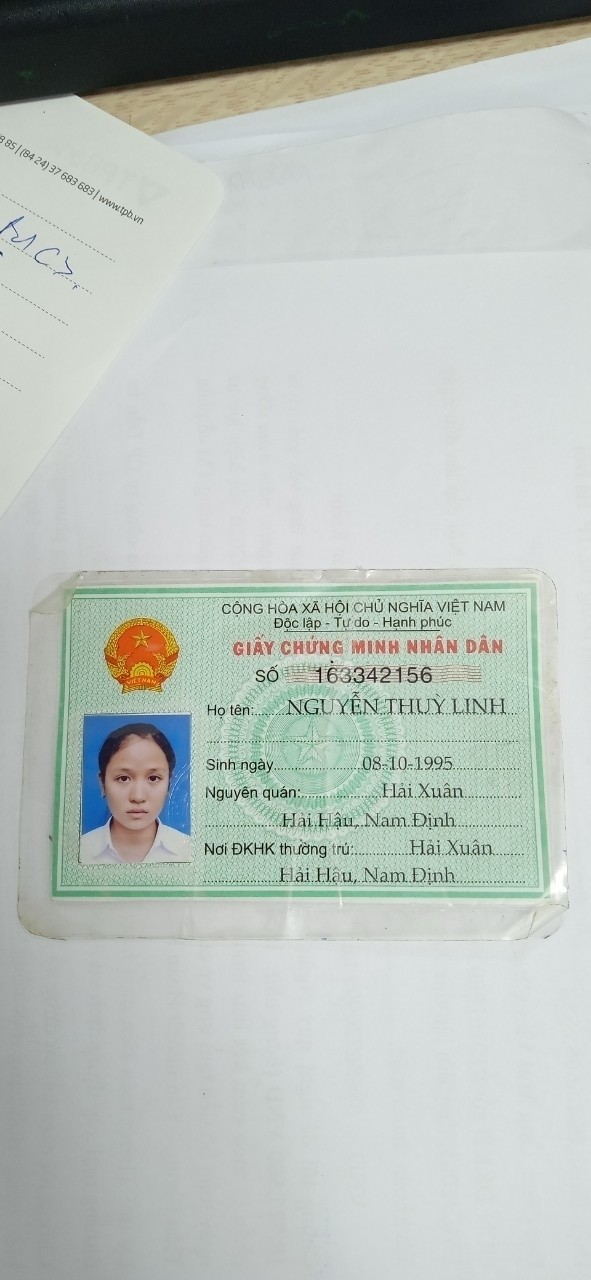 8 85 | (84 24) 37 683 683 | www.tpb.vn
CỘNG HÒA XÃ HỘI CHỦ NGHĨA VIỆT NAM
Độc lập - Tự do - Hạnh phúc
GIẤY CHỨNG MINH NHÂN DÂN
SỐ 163342156
Họ tên: NGUYỄN THUỲ LINH
Sinh ngày 08-10-1995
Nguyên quán: Hải Xuân
Hải Hậu, Nam Định
Nơi ĐKHK thường trú: Hải Xuân
Hải Hậu, Nam Định
VIỆT NAM